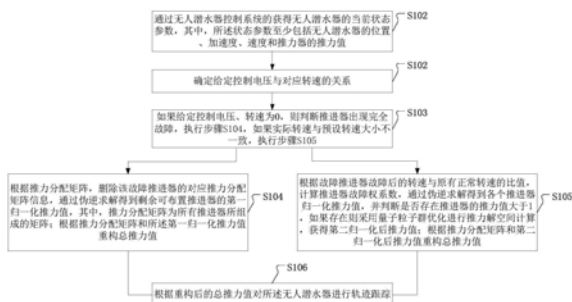 通过无人潜水器控制系统的获得无人潜水器的当前状
态参数，其中，所述状态参数至少包括无人潜水器的位置
、加速度、速度和推力器的推力值
S102
确定给定控制电压与对应转速的关系
S102
如果给定控制电压、转速为0，则判断推进器出现完全
故障，执行步骤S104，如果实际转速与预设转速大小不
一致，执行步骤S105
S103
根据推力分配矩阵，删除该故障推进器的对应推力分配
矩阵信息，通过伪逆求解得到剩余可布置推进器的第一
归一化推力值，其中，推力分配矩阵为所有推进器所组
成的矩阵；根据推力分配矩阵和所述第一归一化推力值
重构总推力值
S104
根据故障推进器故障后的转速与原有正常转速的比值，
计算推进器故障权系数，通过伪逆求解得到各个推进器
归一化推力值，并判断是否存在推进器的推力值大于1
，如果存在则采用量子粒子群优化进行推力解空间计算
，获得第二归一化后推力值；根据推力分配矩阵和第二
归一化后推力值重构总推力值
S105
S106
根据重构后的总推力值对所述无人潜水器进行轨迹跟踪